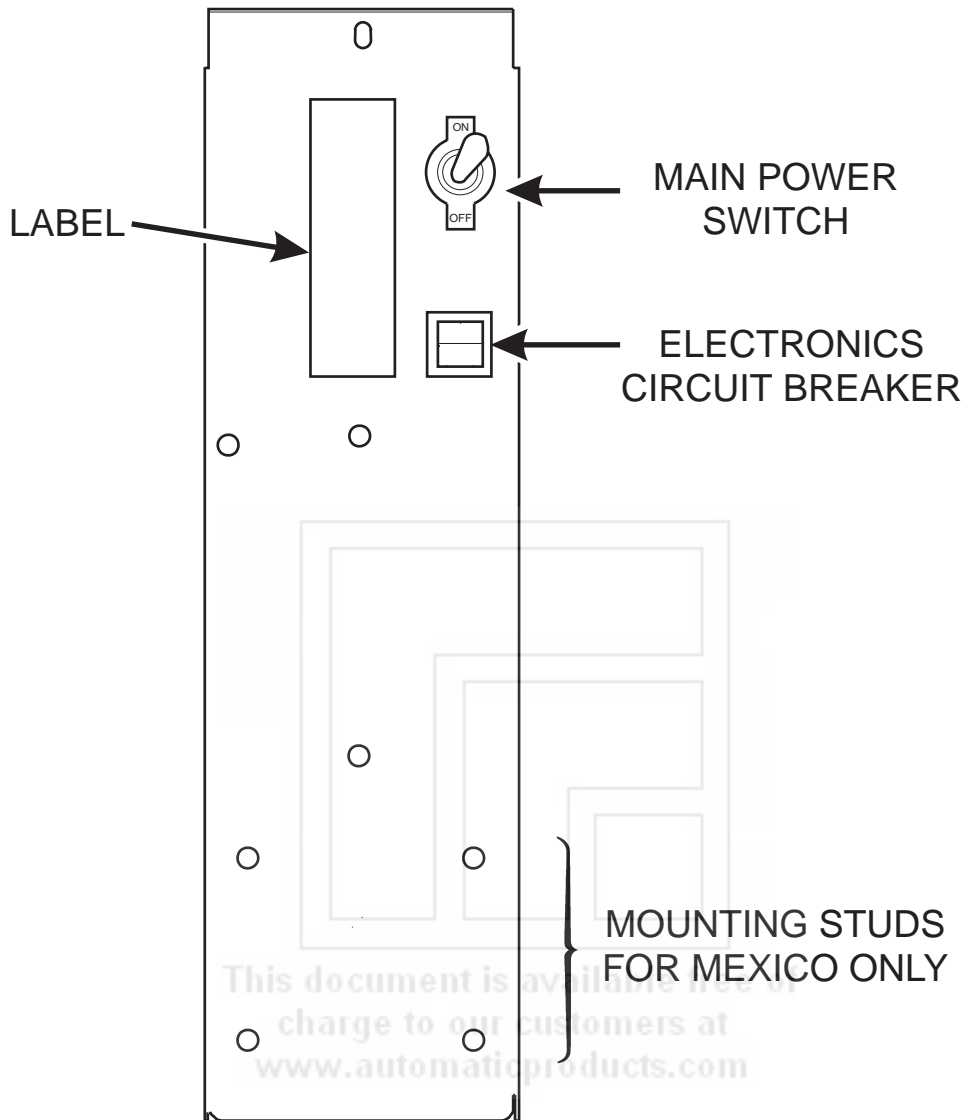 ON
OFF
LABEL
MAIN POWER
SWITCH
ELECTRONICS
CIRCUIT BREAKER
MOUNTING STUDS
FOR MEXICO ONLY
This document is available free of
charge to our customers at
www.automaticproducts.com